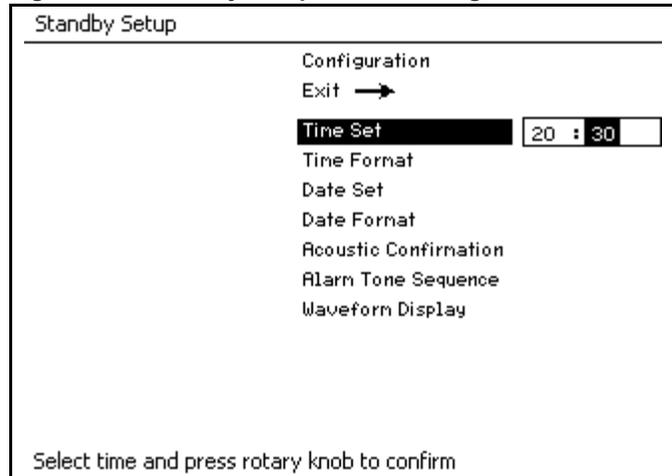 Standby Setup
Configuration
Exit
Time Set 20 : 30
Time Format
Date Set
Date Format
Acoustic Confirmation
Alarm Tone Sequence
Waveform Display
Select time and press rotary knob to confirm